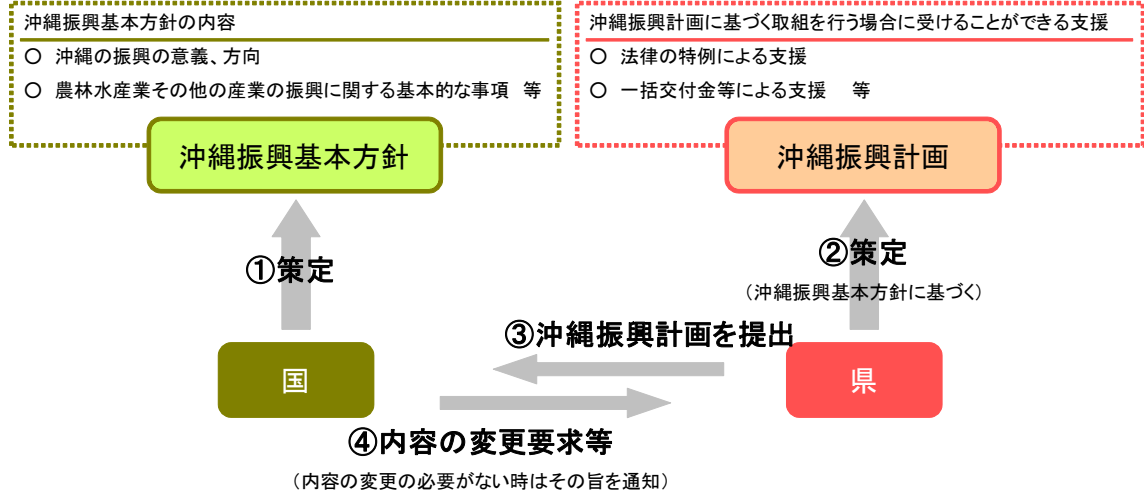 沖縄振興基本方針の内容
○ 沖縄の振興の意義、方向
○ 農林水産業その他の産業の振興に関する基本的な事項 等
沖縄振興基本方針
沖縄振興計画に基づく取組を行う場合に受けることができる支援
○ 法律の特例による支援
○ 一括交付金等による支援 等
沖縄振興計画
①策定
②策定
(沖縄振興基本方針に基づく)
③沖縄振興計画を提出
国
県
④内容の変更要求等
(内容の変更の必要がない時はその旨を通知)